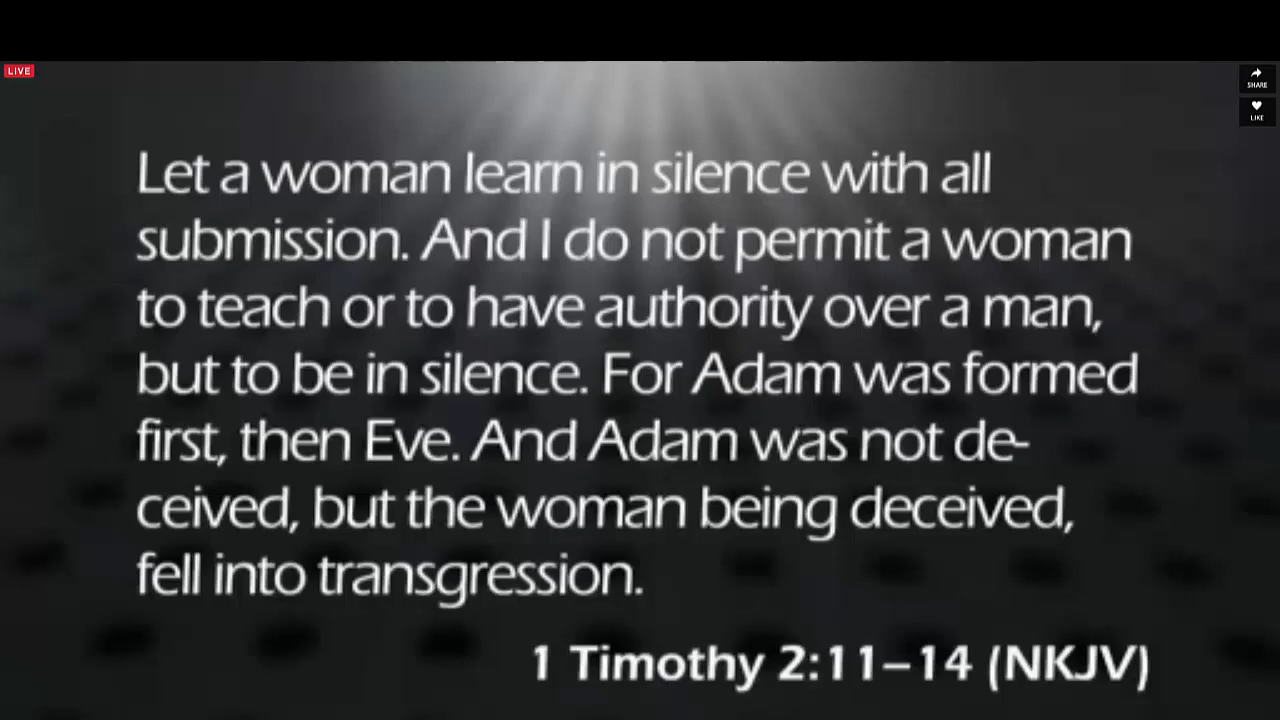 LIVE
SHARE
LIKE
Let a woman learn in silence with all
submission. And I do not permit a woman
to teach or to have authority over a man,
but to be in silence. For Adam was formed
first, then Eve. And Adam was not de-
ceived, but the woman being deceived,
fell into transgression.
1 Timothy 2:11–14 (NKJV)